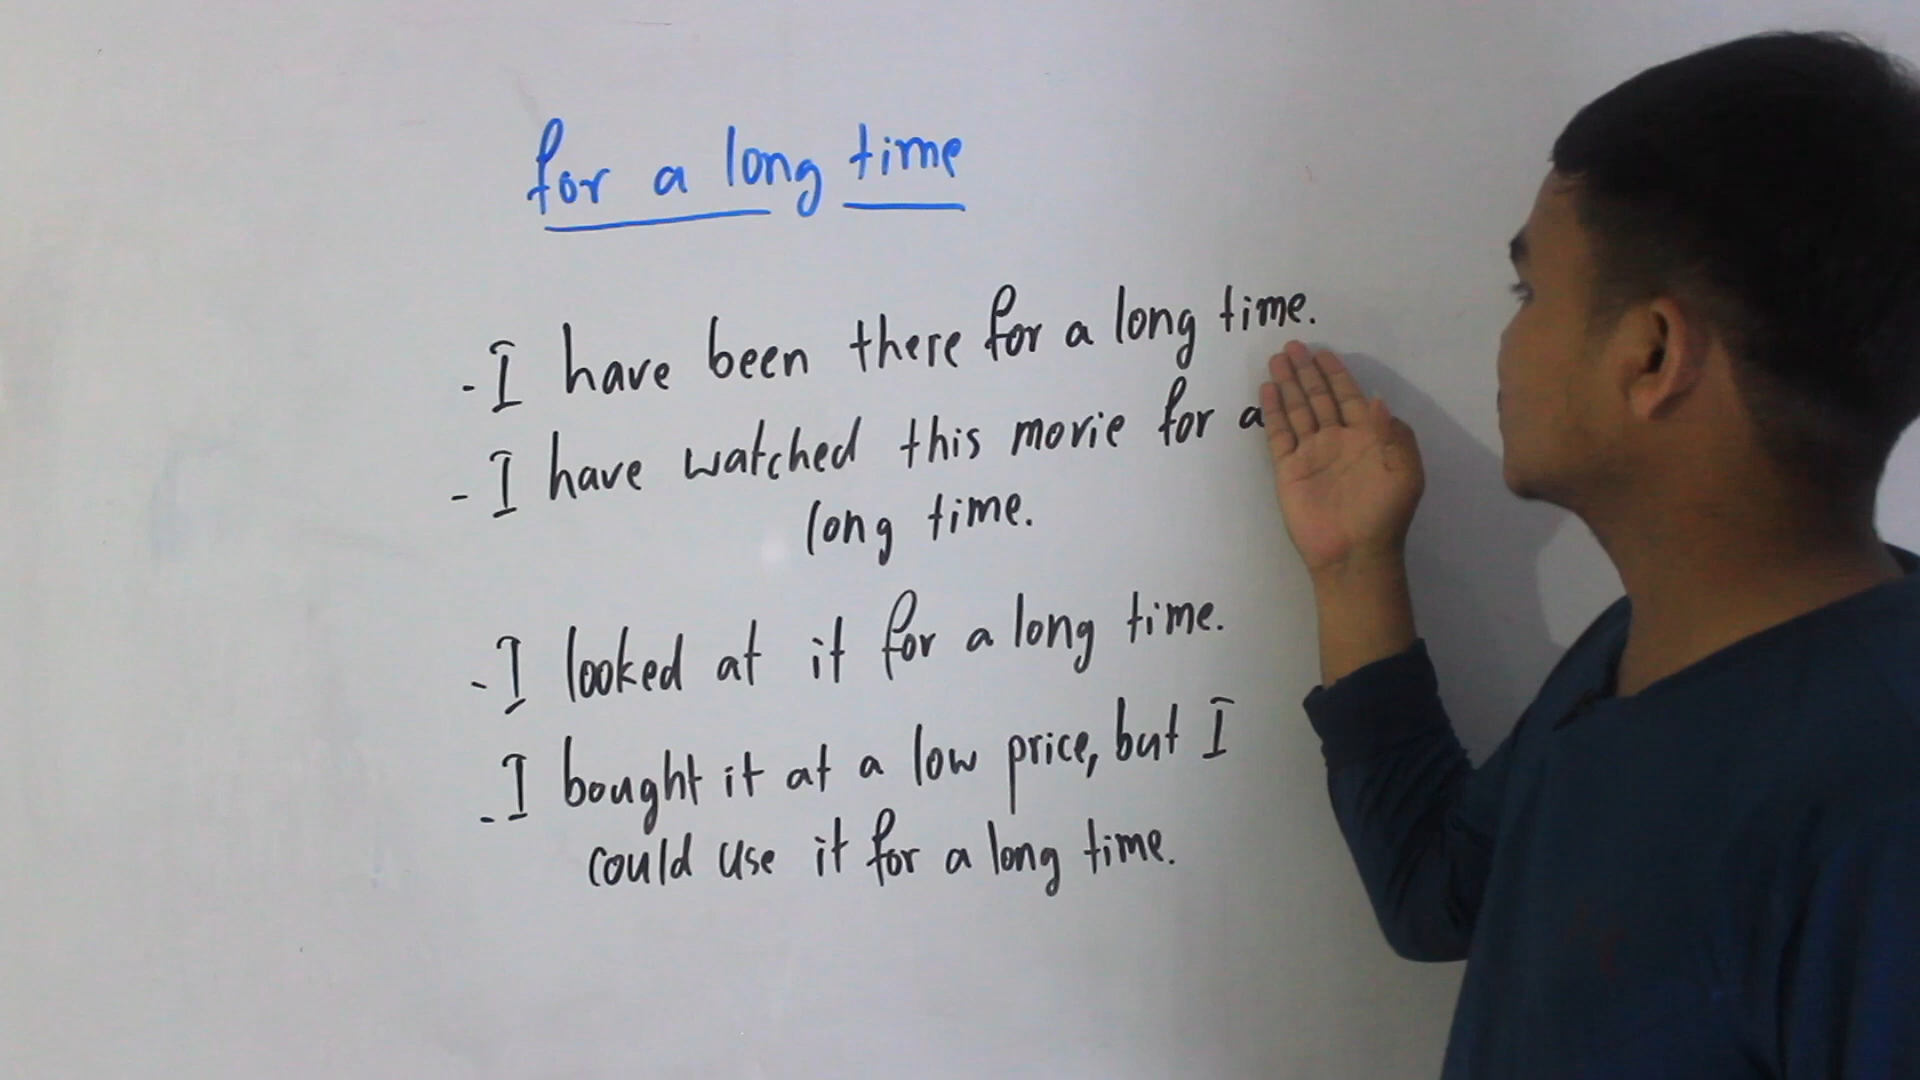 for a long time
- I have been there for a long time.
- I have watched this movie for a
long time.
- I looked at it for a long time.
- I bought it at a low price, but I
could use it for a long time.